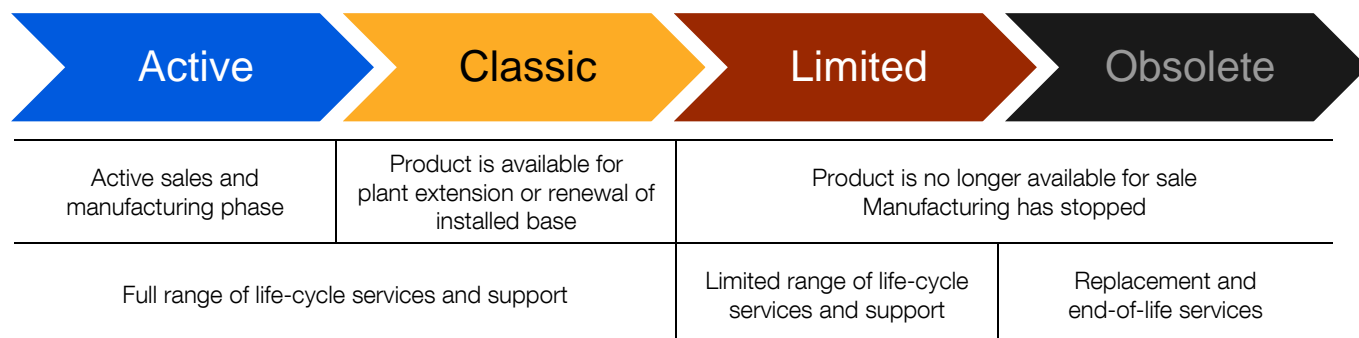 Active
Classic
Limited
Obsolete
Active sales and
manufacturing phase
Product is available for
plant extension or renewal of
installed base
Product is no longer available for sale
Manufacturing has stopped
Full range of life-cycle services and support
Limited range of life-cycle
services and support
Replacement and
end-of-life services